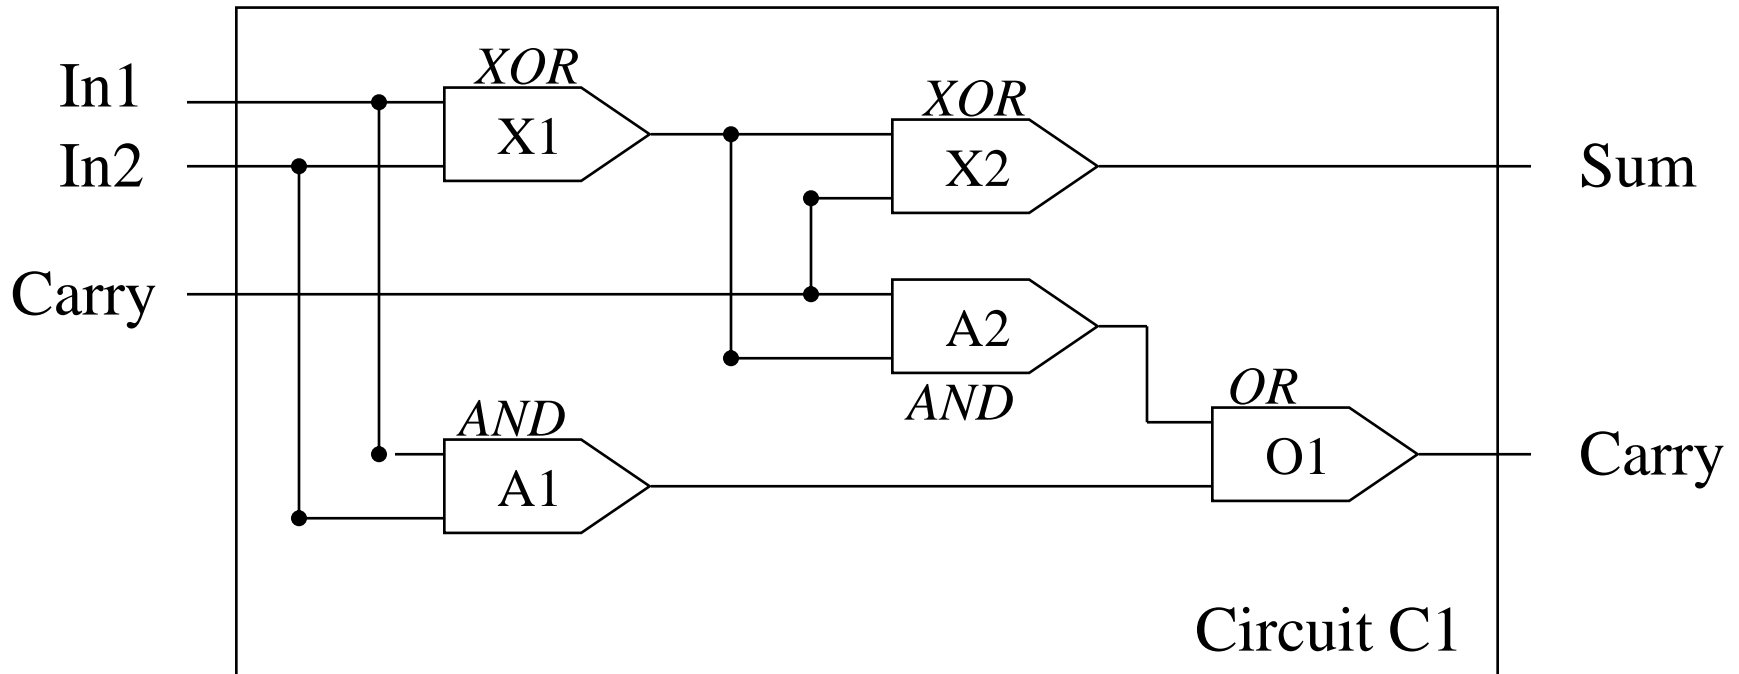 In1
In2
Carry
XOR
X1
XOR
X2
Sum
A2
AND
AND
A1
OR
O1
Carry
Circuit C1